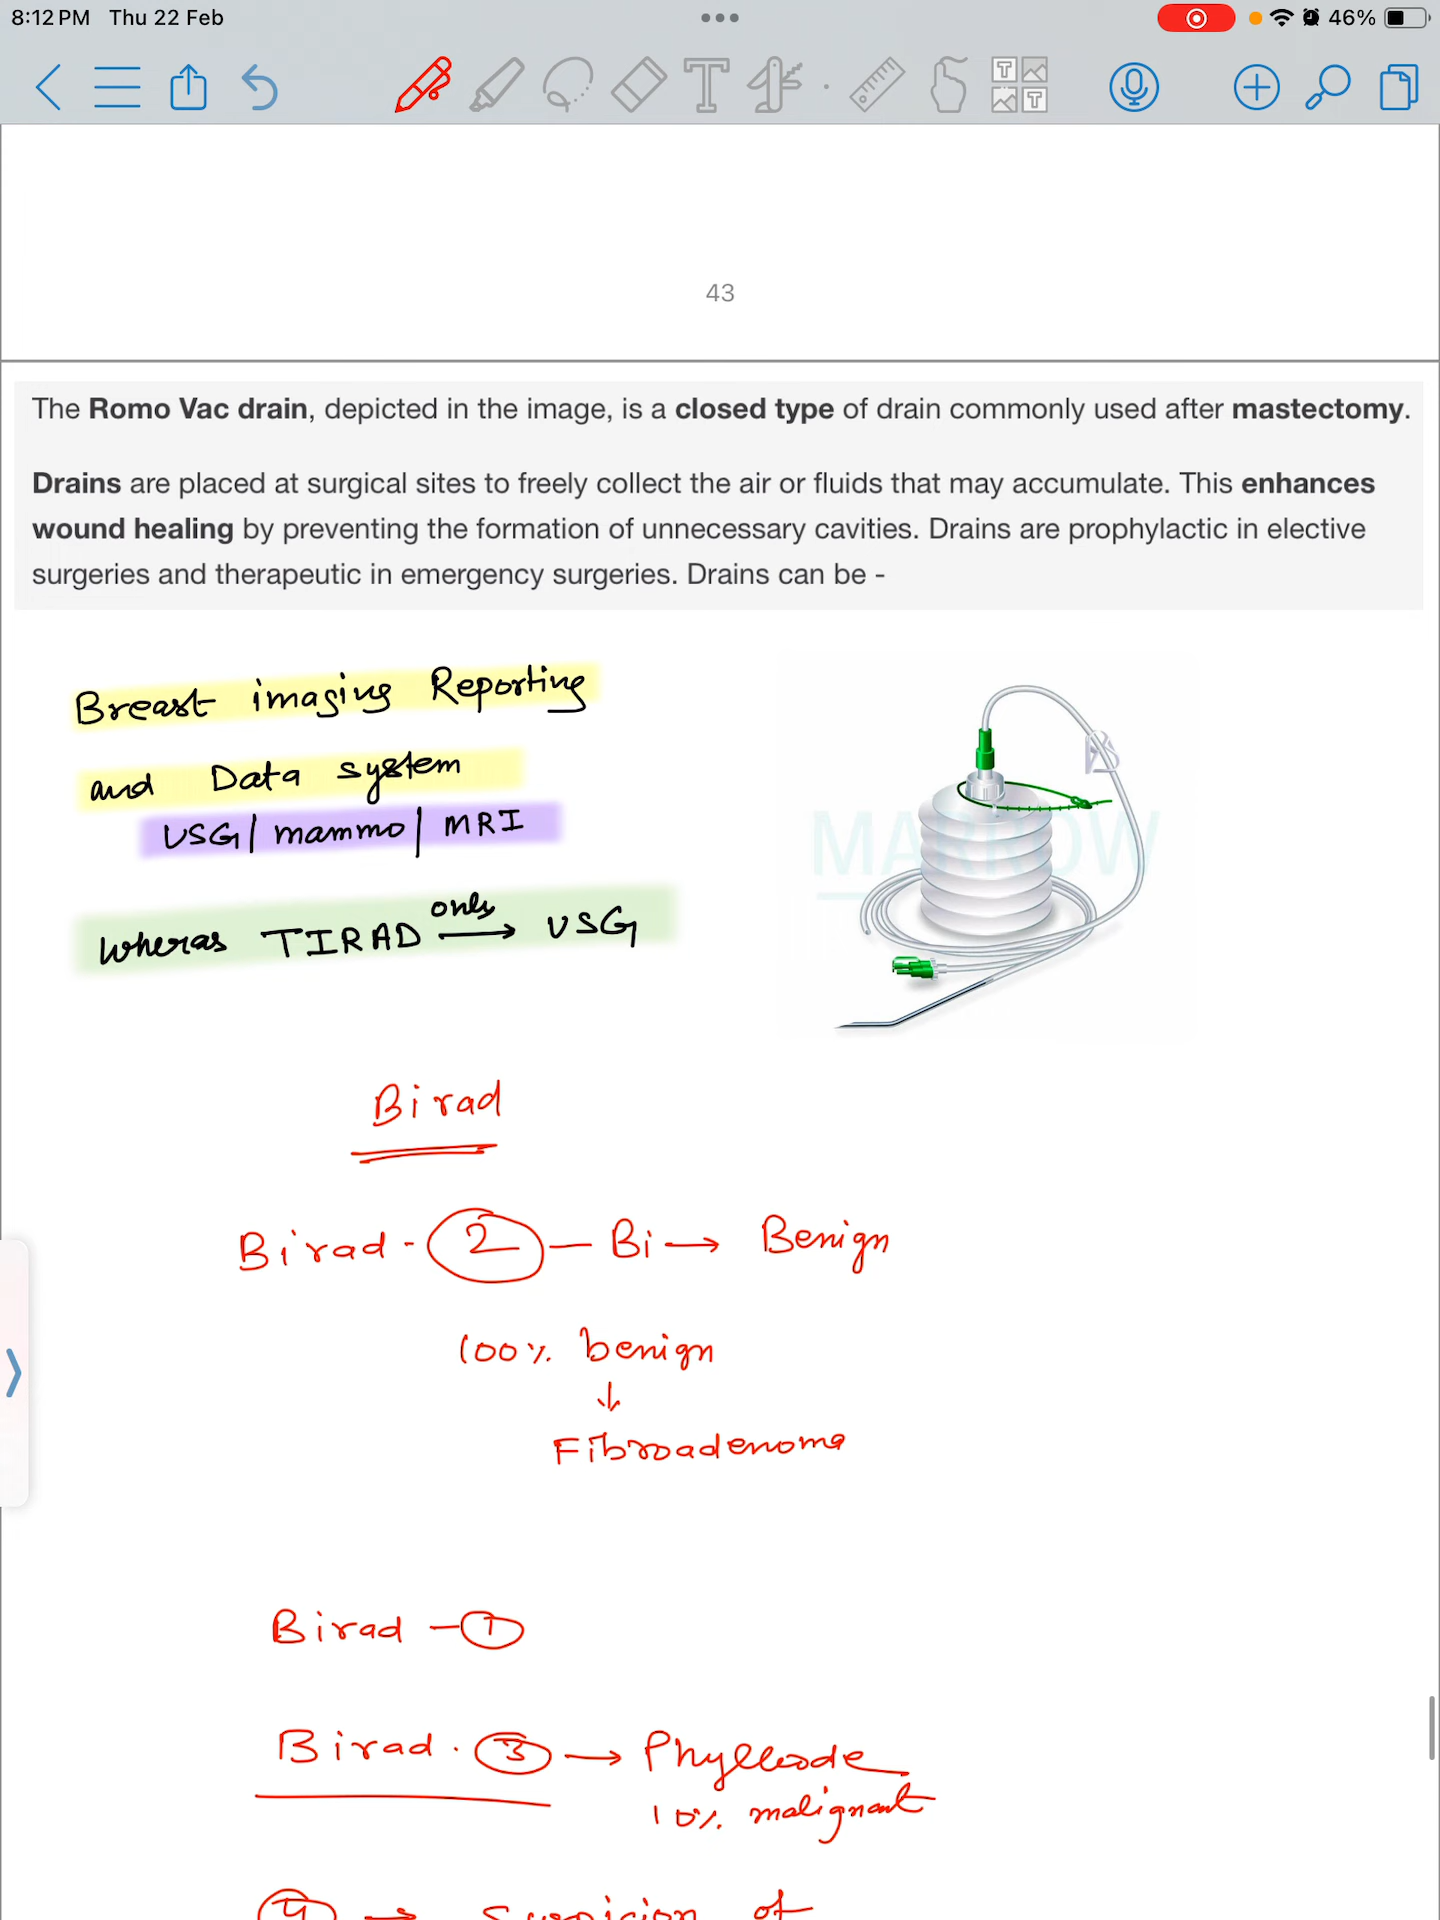 8:12 PM Thu 22 Feb
46%
43
The Romo Vac drain, depicted in the image, is a closed type of drain commonly used after mastectomy.
Drains are placed at surgical sites to freely collect the air or fluids that may accumulate. This enhances
wound healing by preventing the formation of unnecessary cavities. Drains are prophylactic in elective
surgeries and therapeutic in emergency surgeries. Drains can be -
Breast imaging Reporting
and Data system
USG/ mammo/ MRI
Wheras TIRAD only → USG
MARROW
Birad
Birad - 2 — Bi → Benign
100% benign
↓
Fibroadenoma
Birad - 1
Birad . 3 → Phyllode
10% malignant
4 → Suspicion of